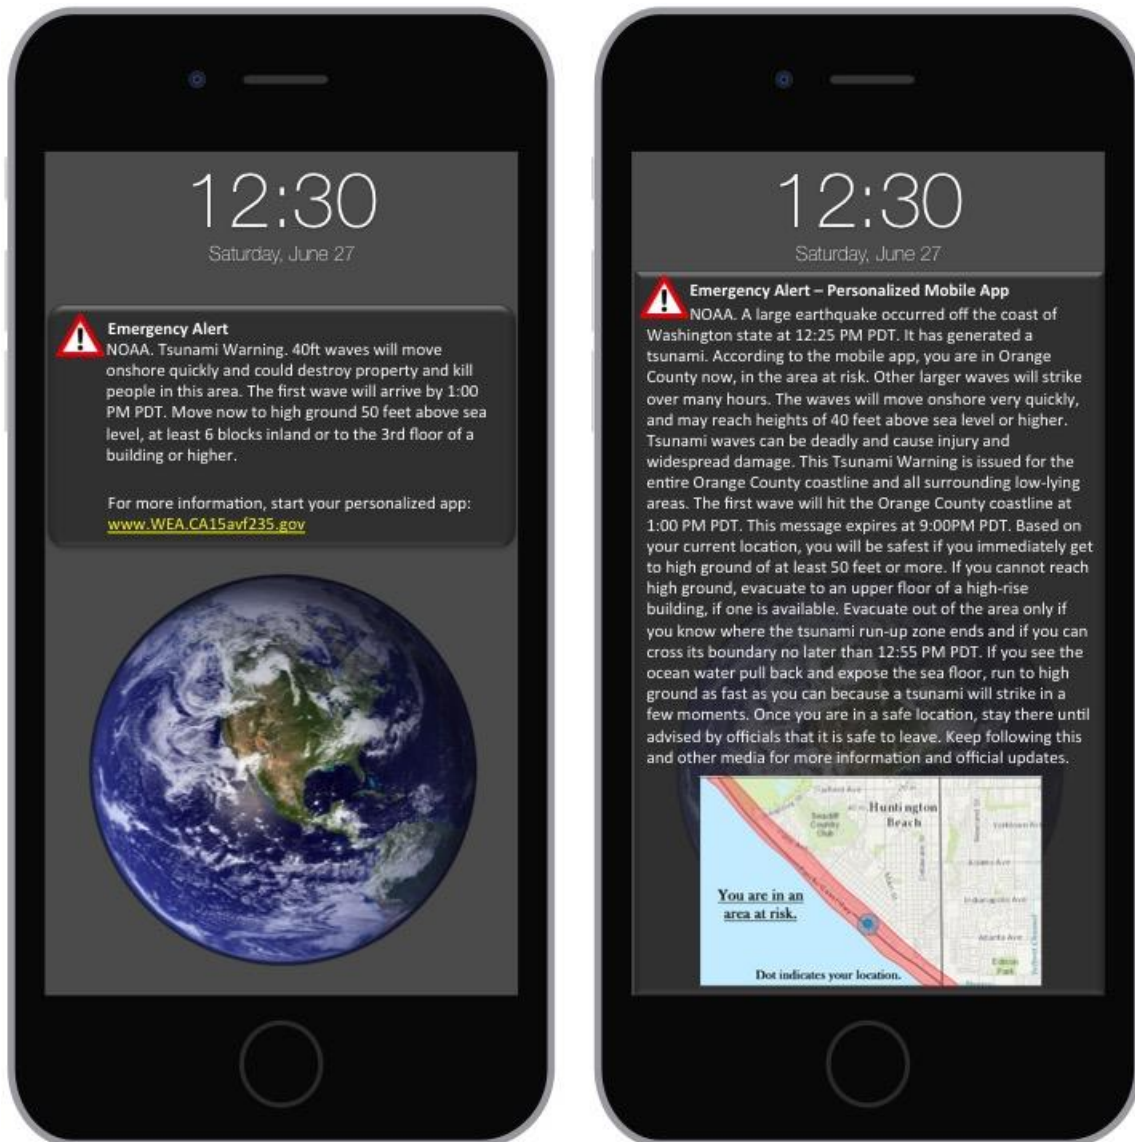 12:30
Saturday, June 27
Emergency Alert
NOAA. Tsunami Warning. 40ft waves will move
onshore quickly and could destroy property and kill
people in this area. The first wave will arrive by 1:00
PM PDT. Move now to high ground 50 feet above sea
level, at least 6 blocks inland or to the 3rd floor of a
building or higher.
For more information, start your personalized app:
www.WEA.CA15avf235.gov
12:30
Saturday, June 27
Emergency Alert – Personalized Mobile App
NOAA. A large earthquake occurred off the coast of
Washington state at 12:25 PM PDT. It has generated a
tsunami. According to the mobile app, you are in Orange
County now, in the area at risk. Other larger waves will strike
over many hours. The waves will move onshore very quickly,
and may reach heights of 40 feet above sea level or higher.
Tsunami waves can be deadly and cause injury and
widespread damage. This Tsunami Warning is issued for the
entire Orange County coastline and all surrounding low-lying
areas. The first wave will hit the Orange County coastline at
1:00 PM PDT. This message expires at 9:00PM PDT. Based on
your current location, you will be safest if you immediately get
to high ground of at least 50 feet or more. If you cannot reach
high ground, evacuate to an upper floor of a high-rise
building, if one is available. Evacuate out of the area only if
you know where the tsunami run-up zone ends and if you can
cross its boundary no later than 12:55 PM PDT. If you see the
ocean water pull back and expose the sea floor, run to high
ground as fast as you can because a tsunami will strike in a
few moments. Once you are in a safe location, stay there until
advised by officials that it is safe to leave. Keep following this
and other media for more information and official updates.
Huntington
Beach
Seacliff
Country
Club
Yorktown Ave
Adams Ave
Indianapolis Ave
Atlanta Ave
Edison
Park
You are in an
area at risk.
Dot indicates your location.